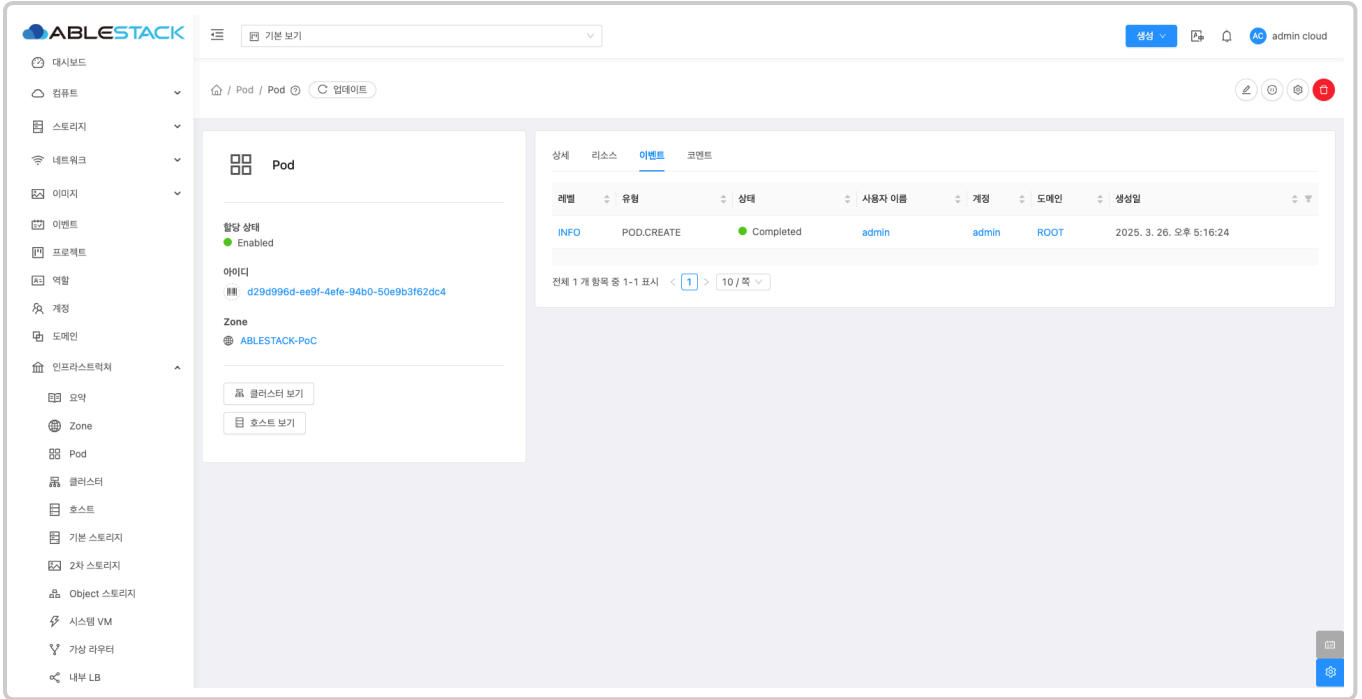 ABLESTACK
기본 보기
생성
AC admin cloud
대시보드
컴퓨트
스토리지
네트워크
이미지
이벤트
프로젝트
역할
계정
도메인
인프라스트럭쳐
요약
Zone
Pod
클러스터
호스트
기본 스토리지
2차 스토리지
Object 스토리지
시스템 VM
가상 라우터
내부 LB
/ Pod / Pod 업데이트
Pod
할당 상태
Enabled
아이디
d29d996d-ee9f-4efe-94b0-50e9b3f62dc4
Zone
ABLESTACK-PoC
클러스터 보기
호스트 보기
상세 리소스 이벤트 코멘트
레벨 유형 상태 사용자 이름 계정 도메인 생성일
INFO POD.CREATE Completed admin admin ROOT 2025. 3. 26. 오후 5:16:24
전체 1 개 항목 중 1-1 표시 < 1 > 10 / 쪽